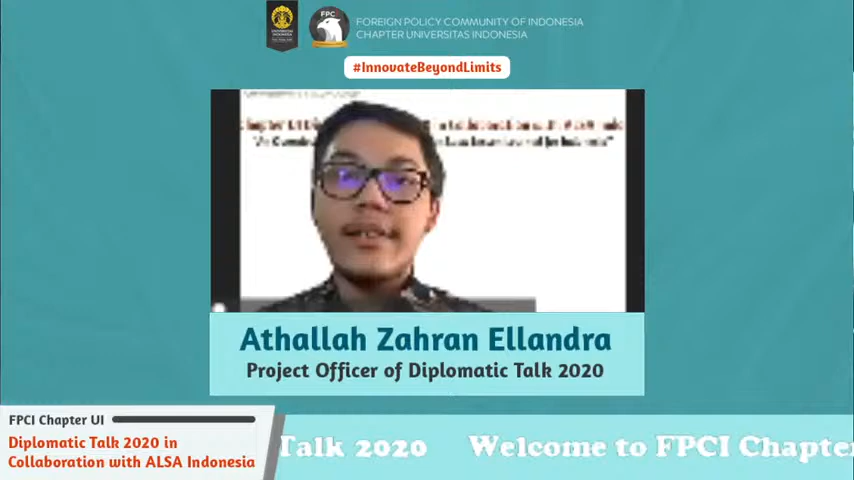 FPC
FOREIGN POLICY COMMUNITY OF INDONESIA
CHAPTER UNIVERSITAS INDONESIA
#InnovateBeyondLimits
Athallah Zahran Ellandra
Project Officer of Diplomatic Talk 2020
FPCI Chapter UI
Diplomatic Talk 2020 in
Collaboration with ALSA Indonesia
Talk 2020 Welcome to FPCI Chapter